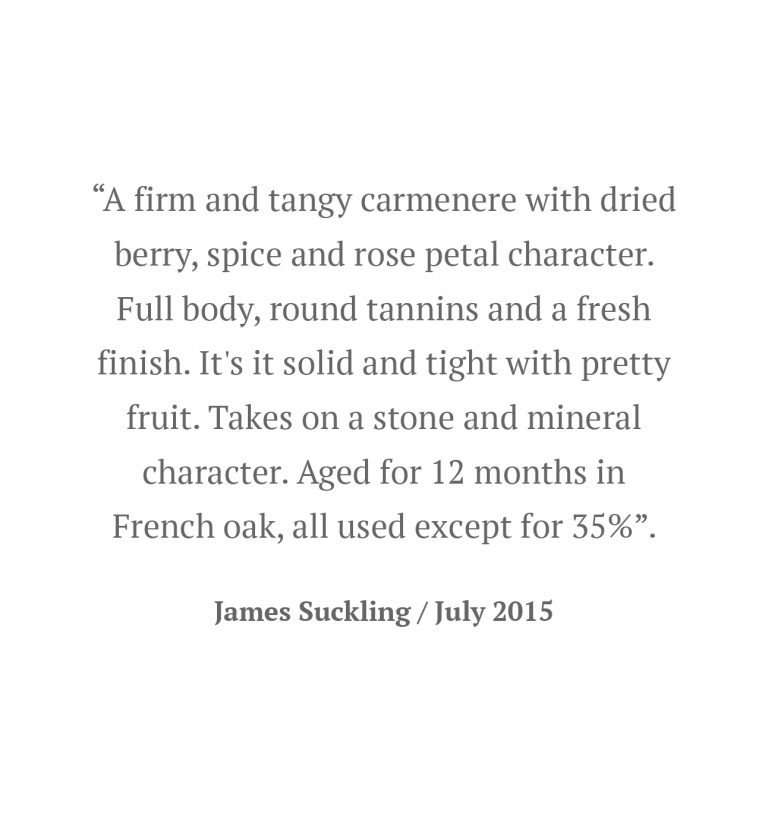 “A firm and tangy carmenere with dried
berry, spice and rose petal character.
Full body, round tannins and a fresh
finish. It's it solid and tight with pretty
fruit. Takes on a stone and mineral
character. Aged for 12 months in
French oak, all used except for 35%”.
James Suckling / July 2015